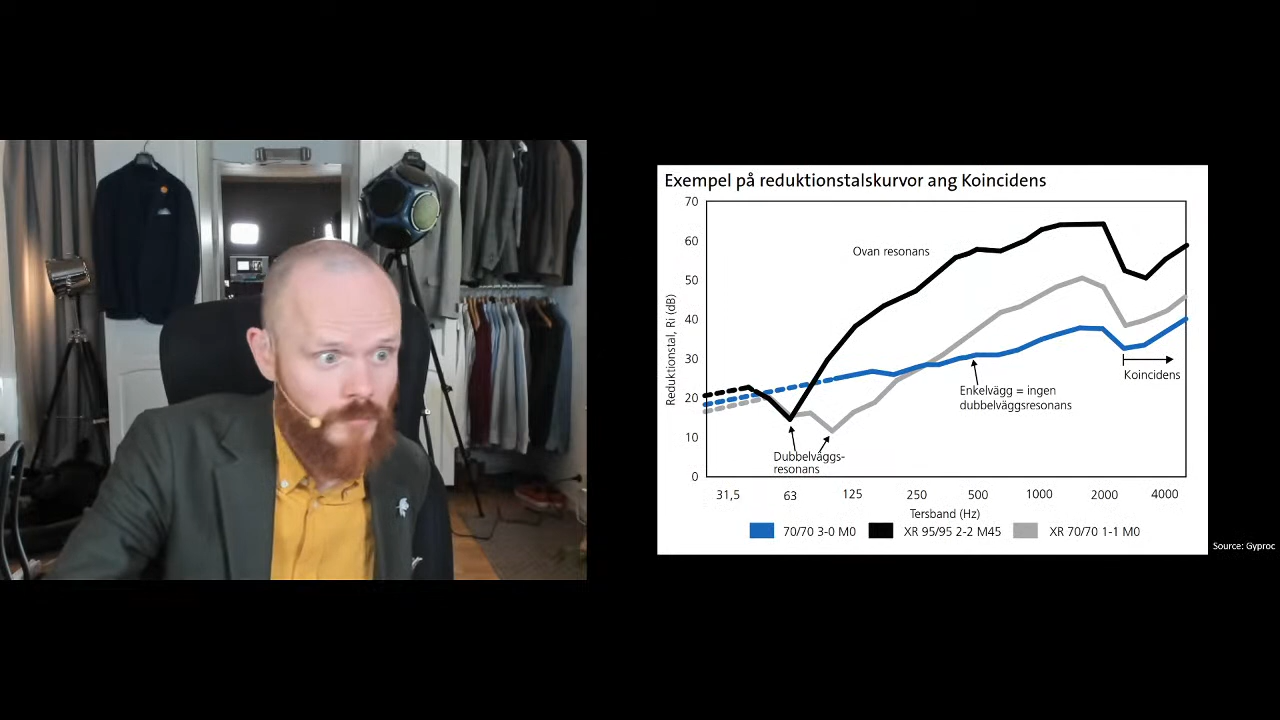 Exempel på reduktionstalskurvor ang Koincidens
70
60
50
40
30
20
10
0
Reduktionstal, Ri (dB)
Ovan resonans
Koincidens
Enkelvägg = ingen
dubbelväggsresonans
Dubbelväggs-
resonans
31,5 63 125 250 500 1000 2000 4000
Tersband (Hz)
70/70 3-0 M0 XR 95/95 2-2 M45 XR 70/70 1-1 M0
Source: Gyproc